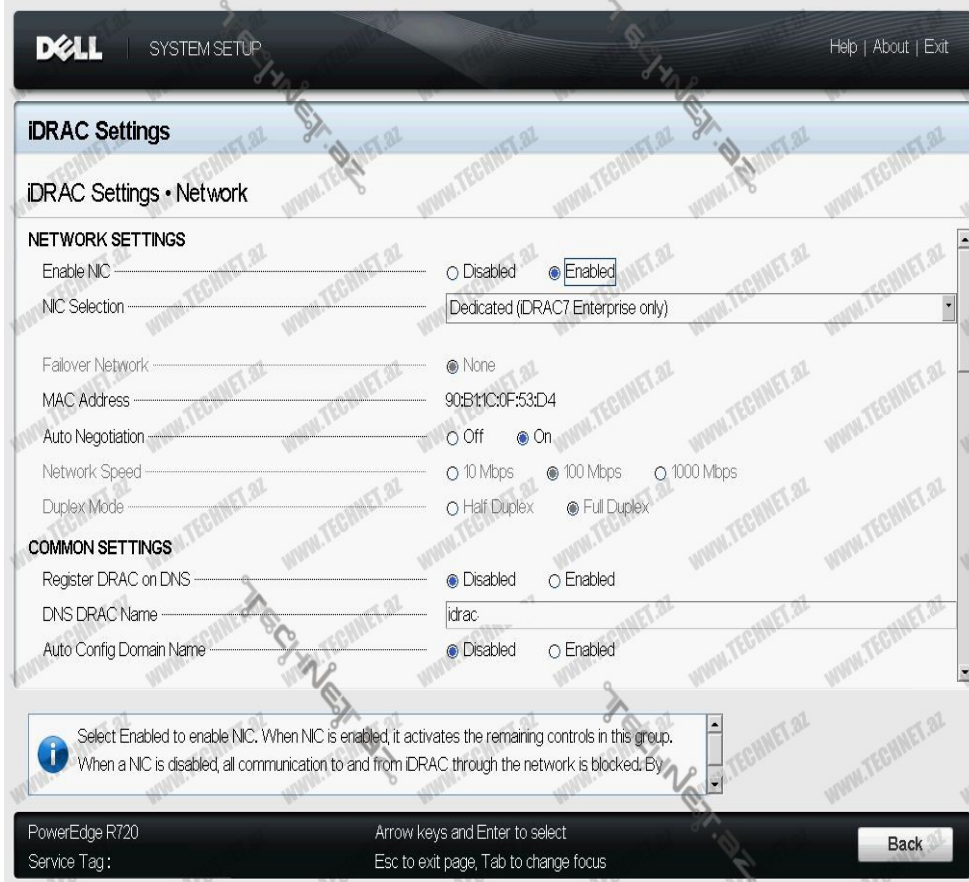 DELL SYSTEM SETUP Help | About | Exit
iDRAC Settings
iDRAC Settings • Network
NETWORK SETTINGS
Enable NIC Disabled Enabled
NIC Selection Dedicated (iDRAC7 Enterprise only)
Failover Network None
MAC Address 90:B1:1C:0F:53:D4
Auto Negotiation Off On
Network Speed 10 Mbps 100 Mbps 1000 Mbps
Duplex Mode Half Duplex Full Duplex
COMMON SETTINGS
Register DRAC on DNS Disabled Enabled
DNS DRAC Name idrac-
Auto Config Domain Name Disabled Enabled
Select Enabled to enable NIC. When NIC is enabled, it activates the remaining controls in this group.
When a NIC is disabled, all communication to and from iDRAC through the network is blocked. By
PowerEdge R720 Arrow keys and Enter to select
Service Tag : Esc to exit page, Tab to change focus
Back
TECHNET.az
WWW.TECHNET.az